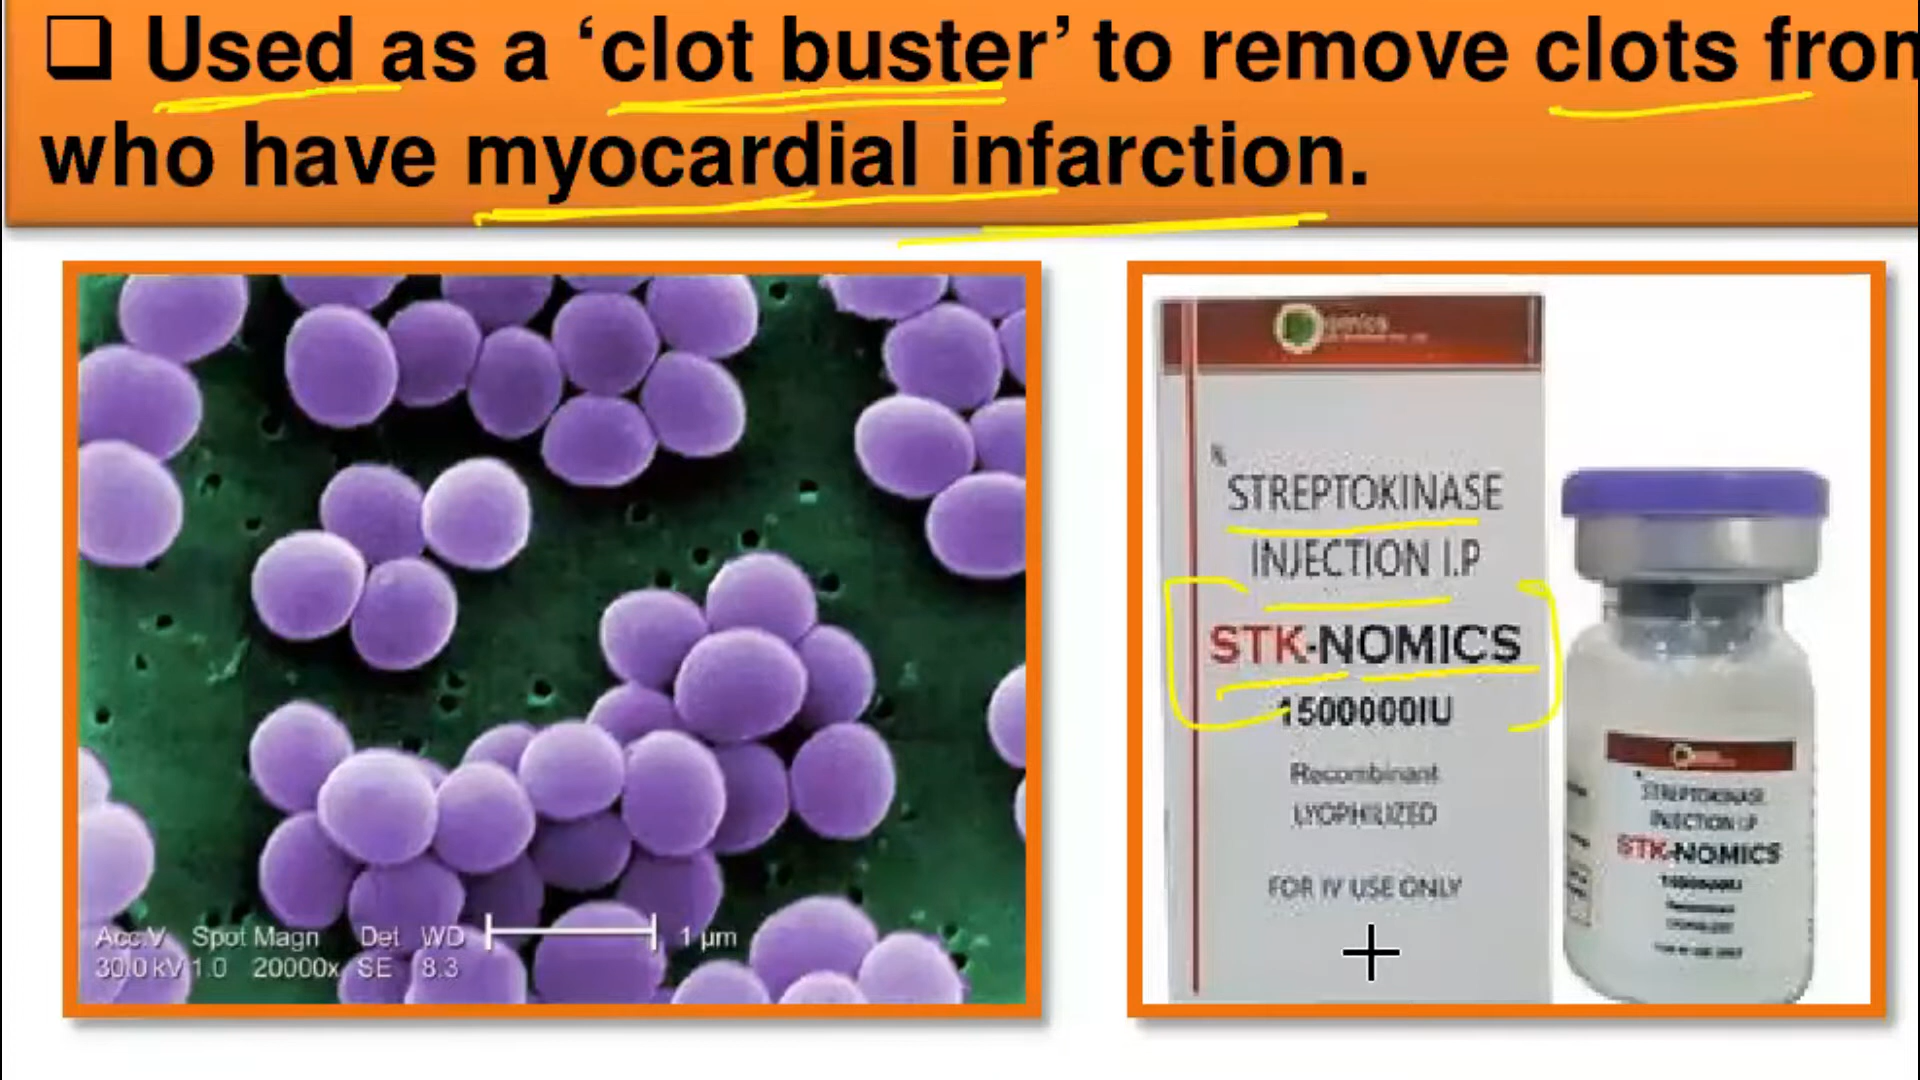 Used as a ‘clot buster’ to remove clots
who have myocardial infarction.
STREPTOKINASE
INJECTION I.P
STK-NOMICS
1500000IU
Recombinant
LYOPHILIZED
FOR IV USE ONLY
STREPTOKINASE
INJECTION I.P
STK-NOMICS
Acc.V Spot Magn Det WD 1 µm
30.0 kV 1.0 20000x SE 8.3